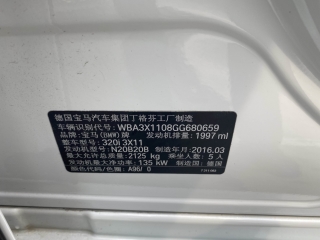 德国宝马汽车集团丁格芬工厂制造
车辆识别代号: WBA3X1108GG680659
品牌: 宝马(BMW)牌 发动机排量: 1997 ml
整车型号: 320i 3X11
发动机型号: N20B20B 制造年月: 2016.03
最大允许总质量: 2125 kg 乘坐人数: 5人
发动机最大净功率: 135 kW 制造国: 德国
颜色代码/色圈: A96/ 0